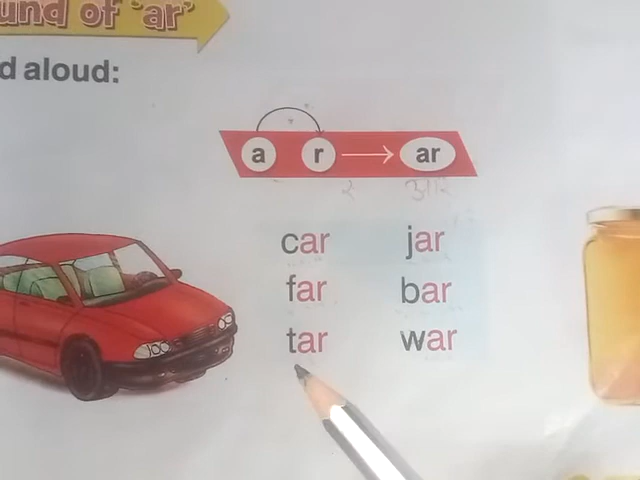 und of 'ar'
d aloud:
a r → ar
car jar
far bar
tar war